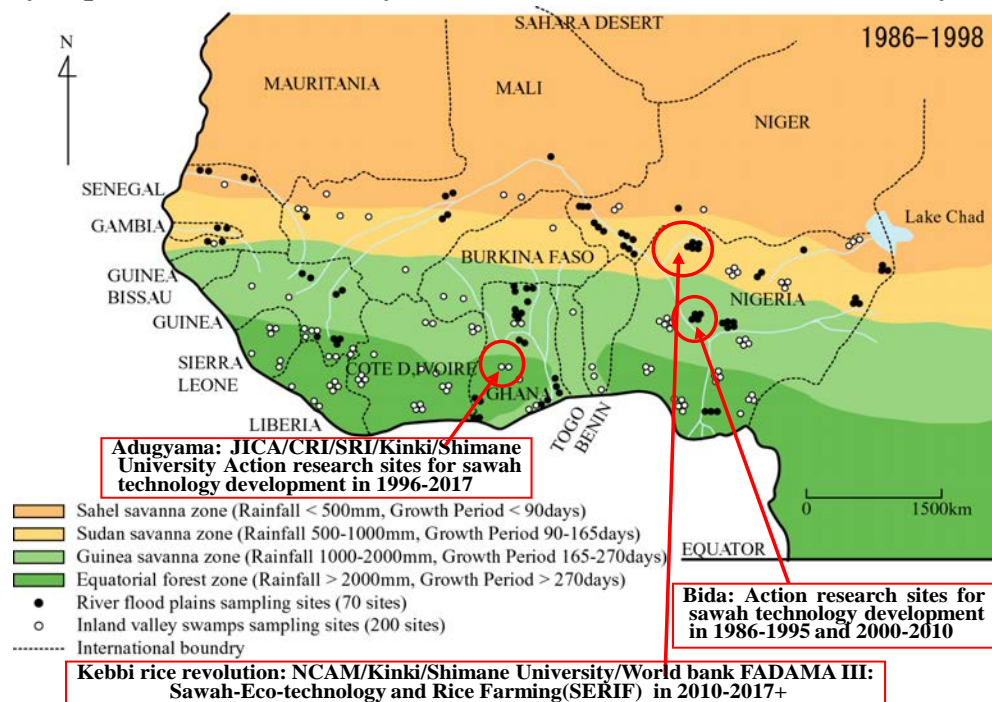 SAHARA DESERT
1986-1998
N
MAURITANIA
MALI
NIGER
SENEGAL
GAMBIA
Lake Chad
BURKINA FASO
GUINEA
BISSAU
NIGERIA
GUINEA
SIERRA
LEONE
COTE D,IVOIRE
GHANA
LIBERIA
TOGO
BENIN
Adugyama: JICA/CRI/SRI/Kinki/Shimane
University Action research sites for sawah
technology development in 1996-2017
Sahel savanna zone (Rainfall < 500mm, Growth Period < 90days)
0 1500km
Sudan savanna zone (Rainfall 500-1000mm, Growth Period 90-165days)
Guinea savanna zone (Rainfall 1000-2000mm, Growth Period 165-270days)
EQUATOR
Equatorial forest zone (Rainfall > 2000mm, Growth Period > 270days)
River flood plains sampling sites (70 sites)
Inland valley swamps sampling sites (200 sites)
International boundry
Bida: Action research sites for
sawah technology development
in 1986-1995 and 2000-2010
Kebbi rice revolution: NCAM/Kinki/Shimane University/World bank FADAMA III:
Sawah-Eco-technology and Rice Farming(SERIF) in 2010-2017+